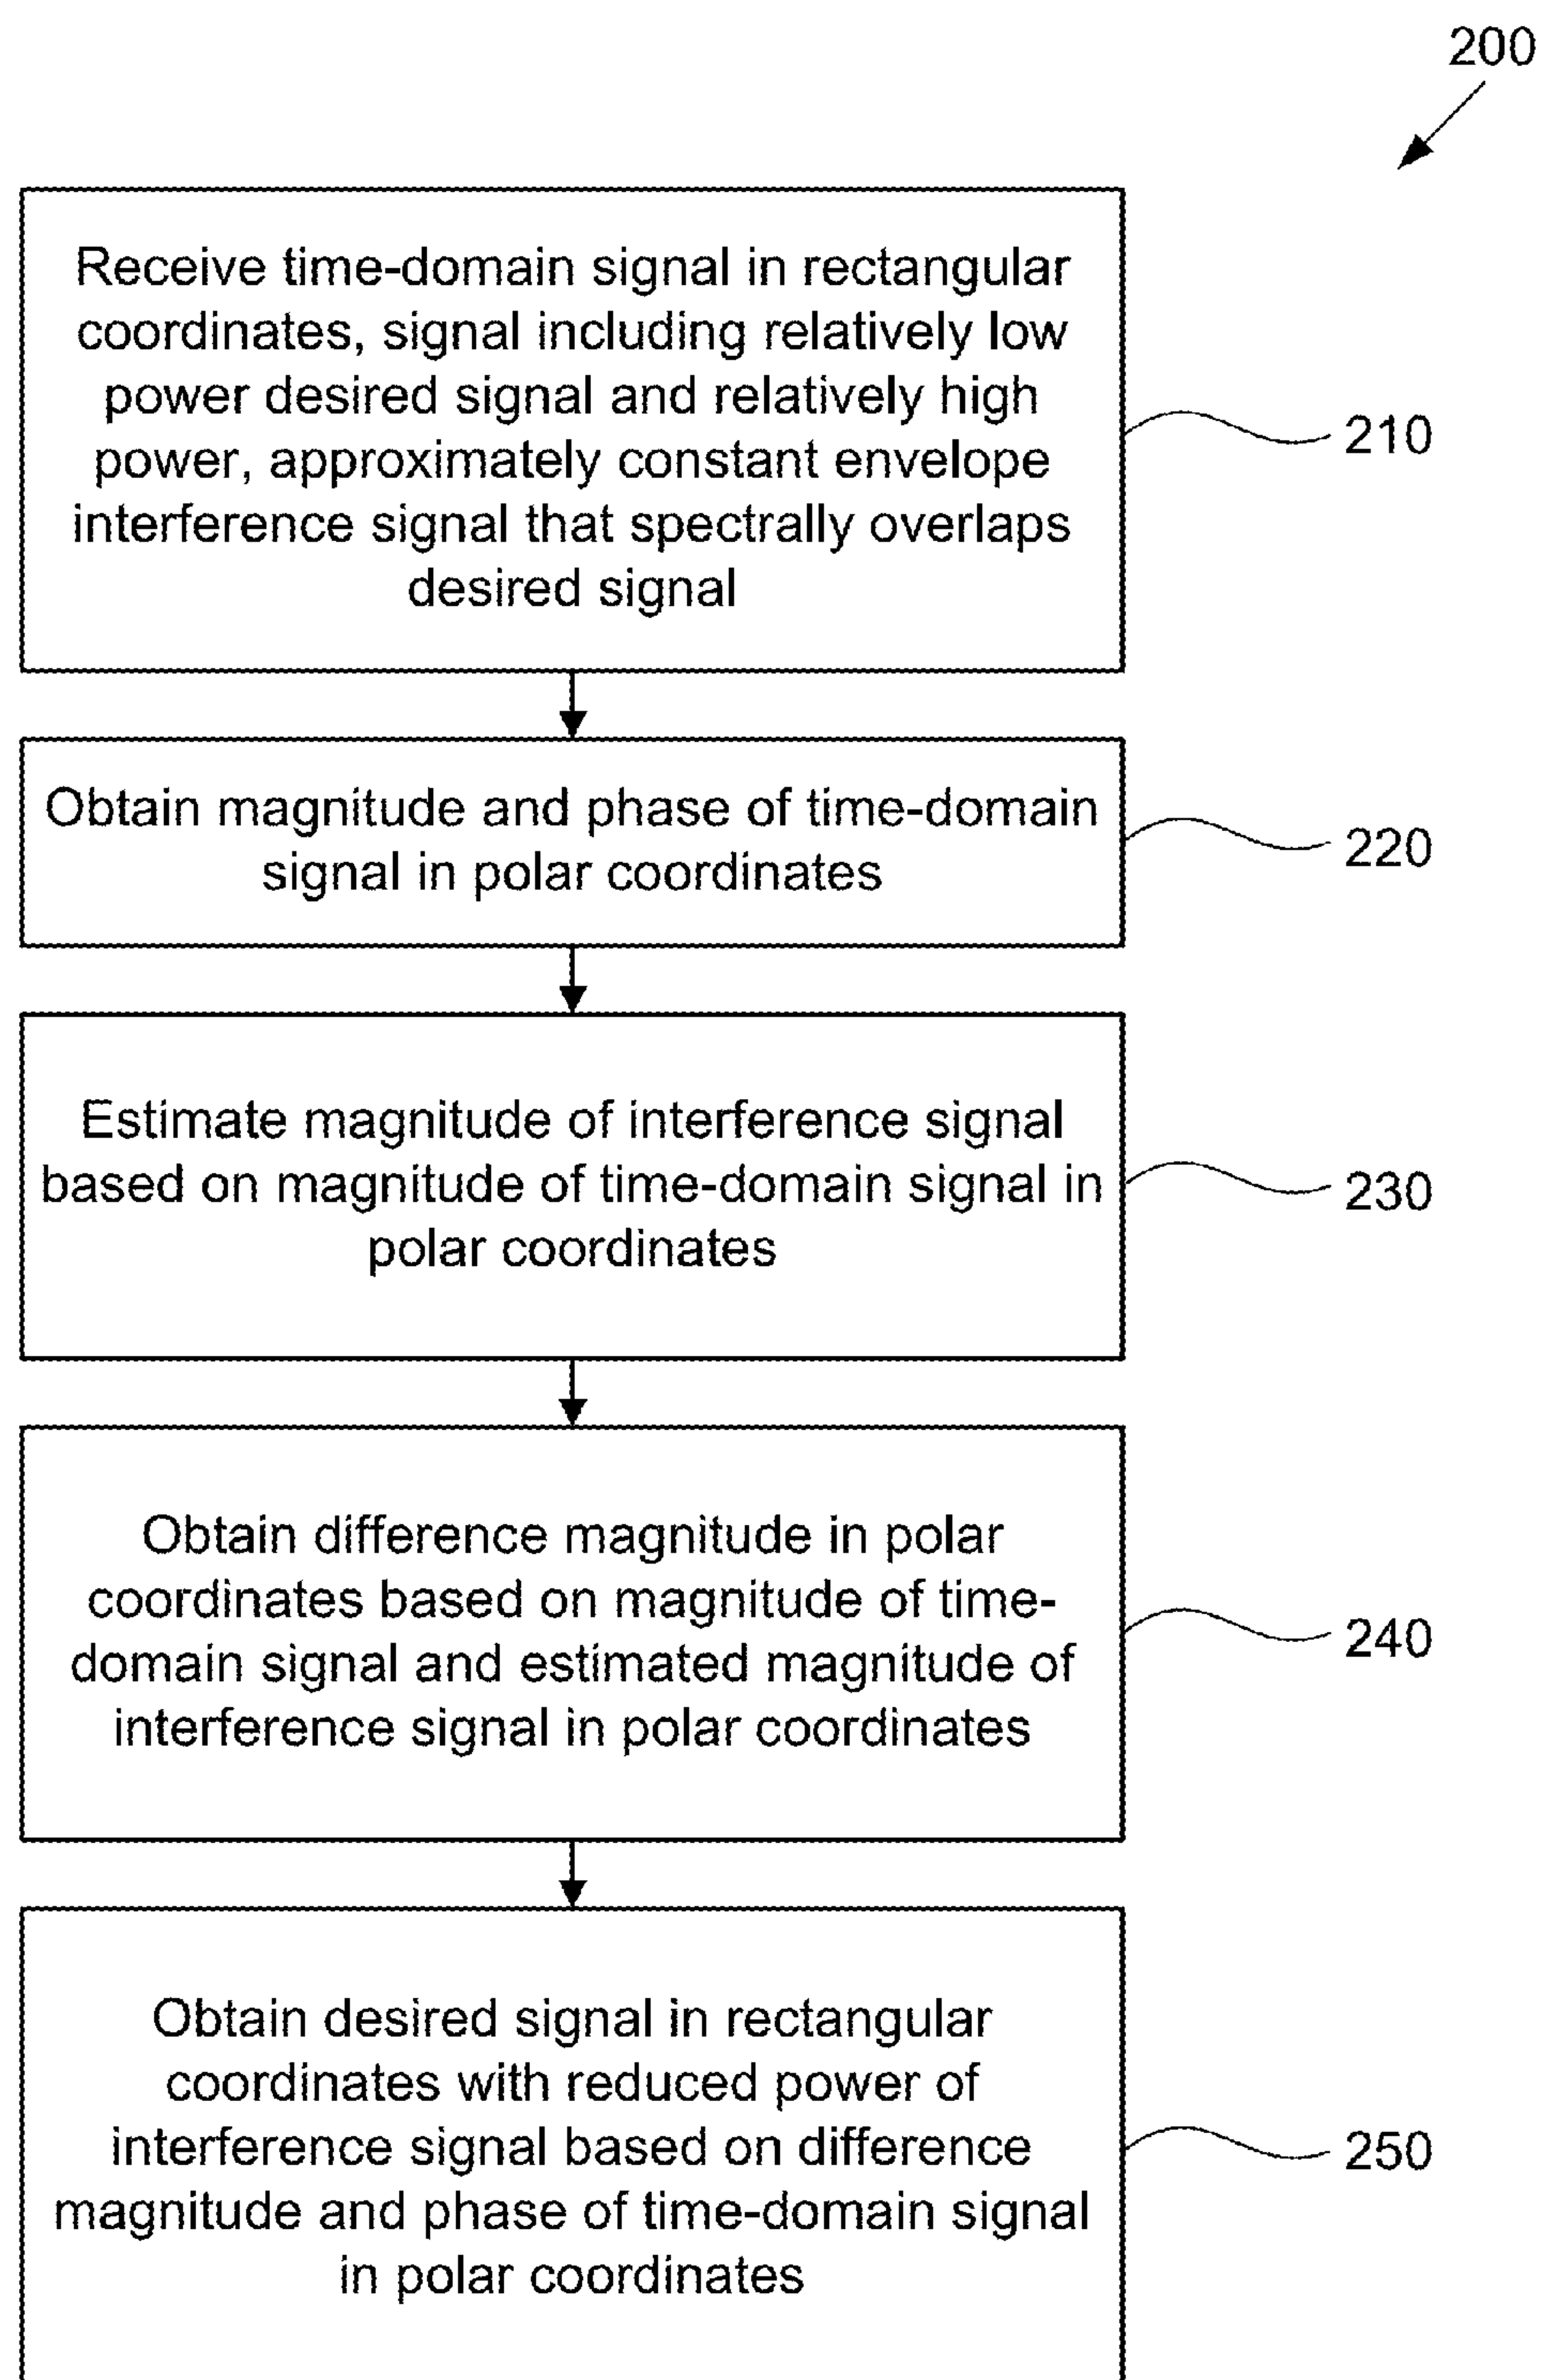 200
Receive time-domain signal in rectangular
coordinates, signal including relatively low
power desired signal and relatively high
power, approximately constant envelope
interference signal that spectrally overlaps
desired signal
210
Obtain magnitude and phase of time-domain
signal in polar coordinates
220
Estimate magnitude of interference signal
based on magnitude of time-domain signal in
polar coordinates
230
Obtain difference magnitude in polar
coordinates based on magnitude of time-
domain signal and estimated magnitude of
interference signal in polar coordinates
240
Obtain desired signal in rectangular
coordinates with reduced power of
interference signal based on difference
magnitude and phase of time-domain signal
in polar coordinates
250